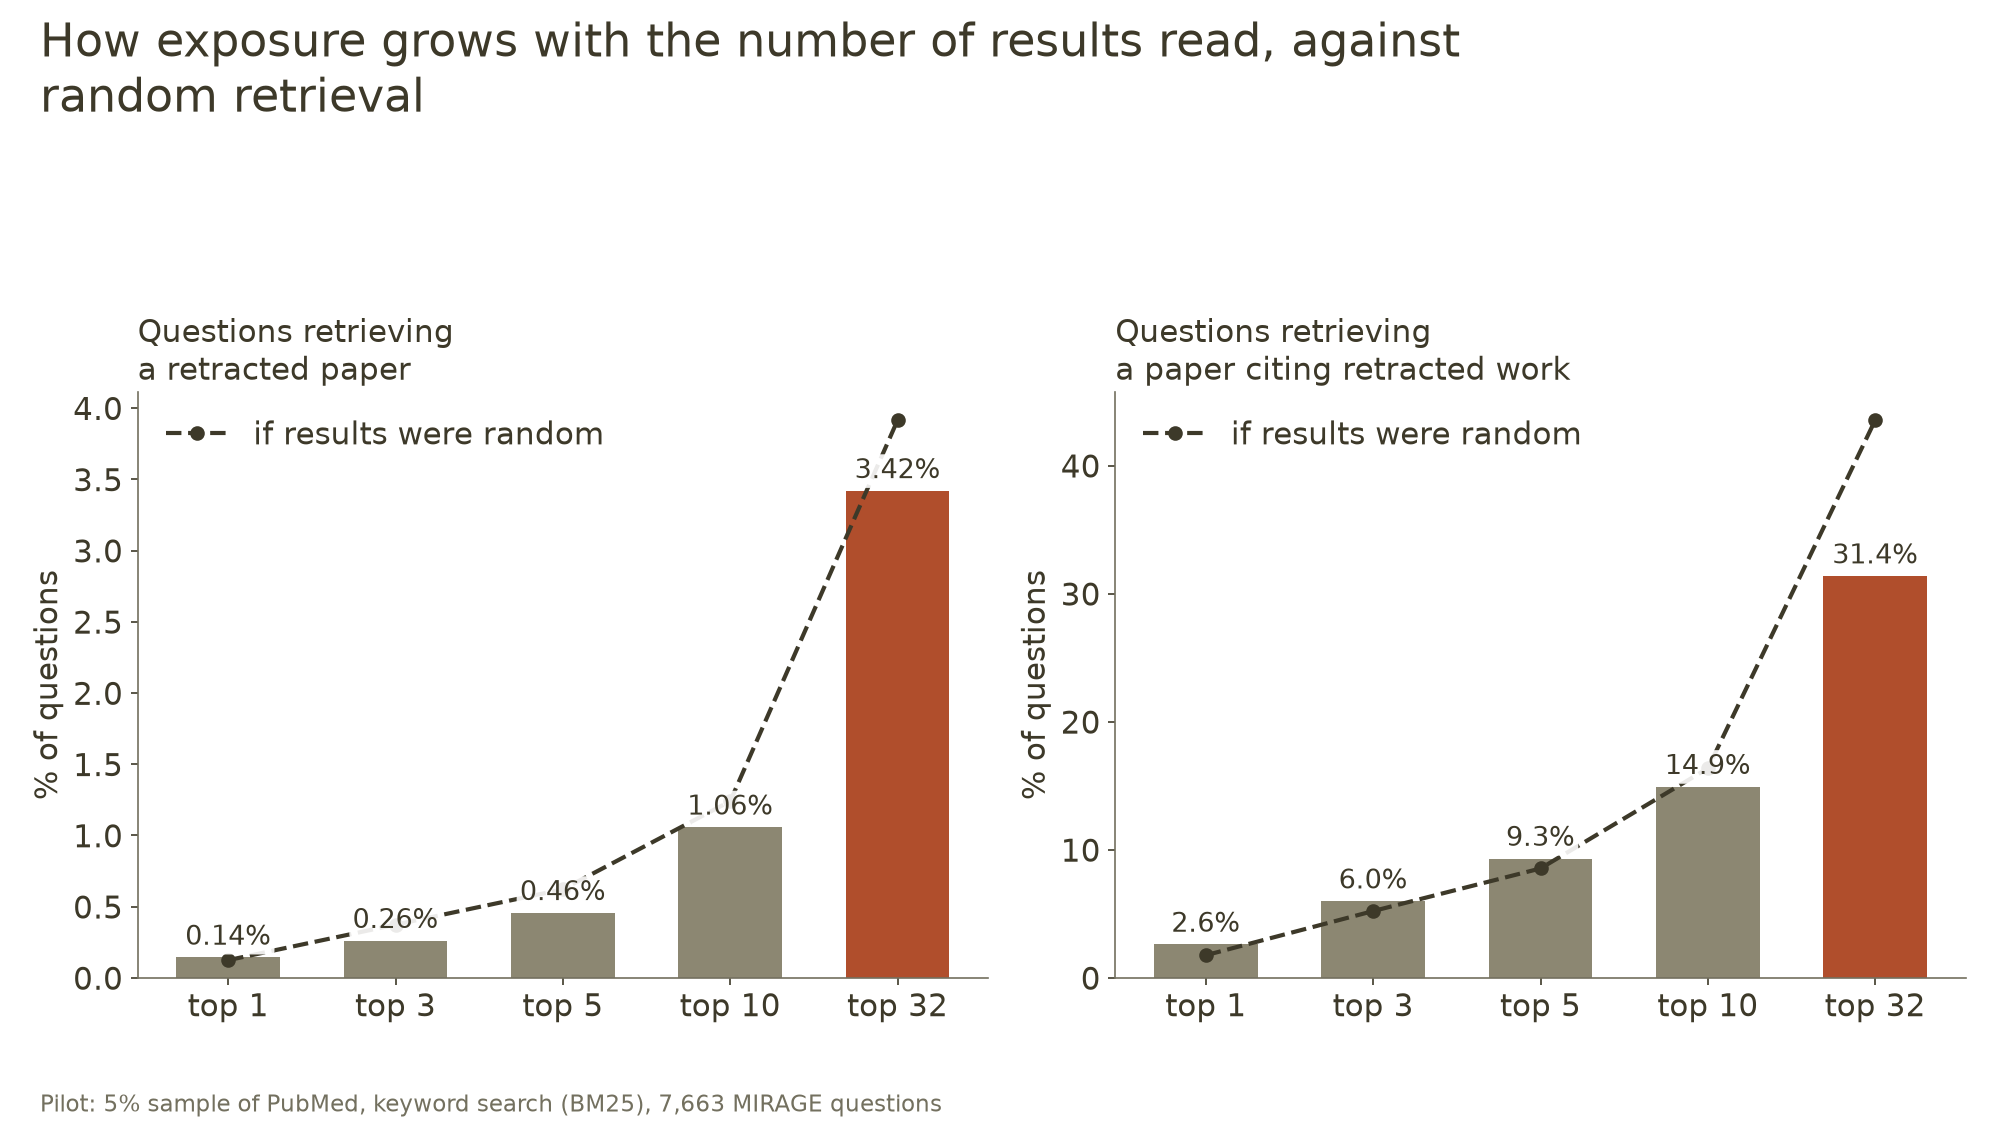 How exposure grows with the number of results read, against
random retrieval
Questions retrieving
a retracted paper
% of questions
4.0
3.5
3.0
2.5
2.0
1.5
1.0
0.5
0.0
if results were random
0.14%
0.26%
0.46%
1.06%
3.42%
top 1
top 3
top 5
top 10
top 32
Questions retrieving
a paper citing retracted work
% of questions
40
30
20
10
0
if results were random
2.6%
6.0%
9.3%
14.9%
31.4%
top 1
top 3
top 5
top 10
top 32
Pilot: 5% sample of PubMed, keyword search (BM25), 7,663 MIRAGE questions